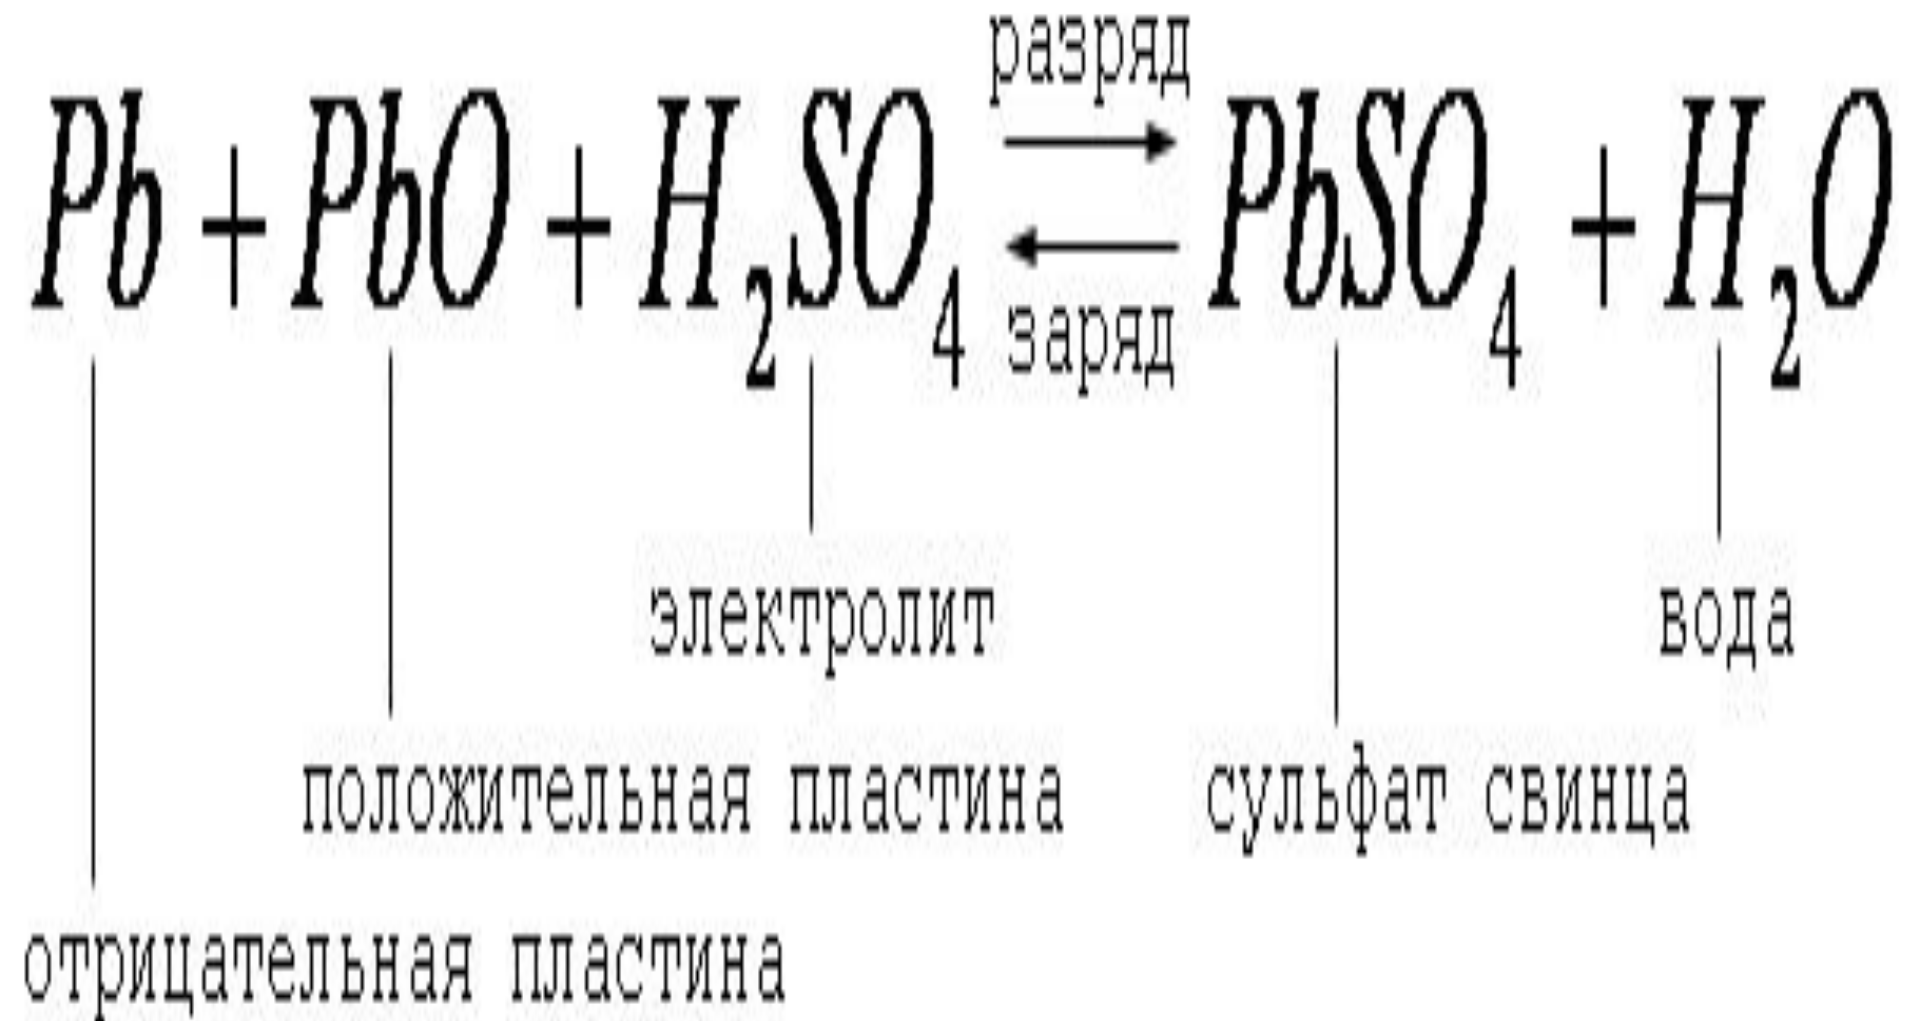 разряд
Pb + PbO + H₂SO₄ → ← PbSO₄ + H₂O
заряд
электролит вода
положительная пластина сульфат свинца
отрицательная пластина